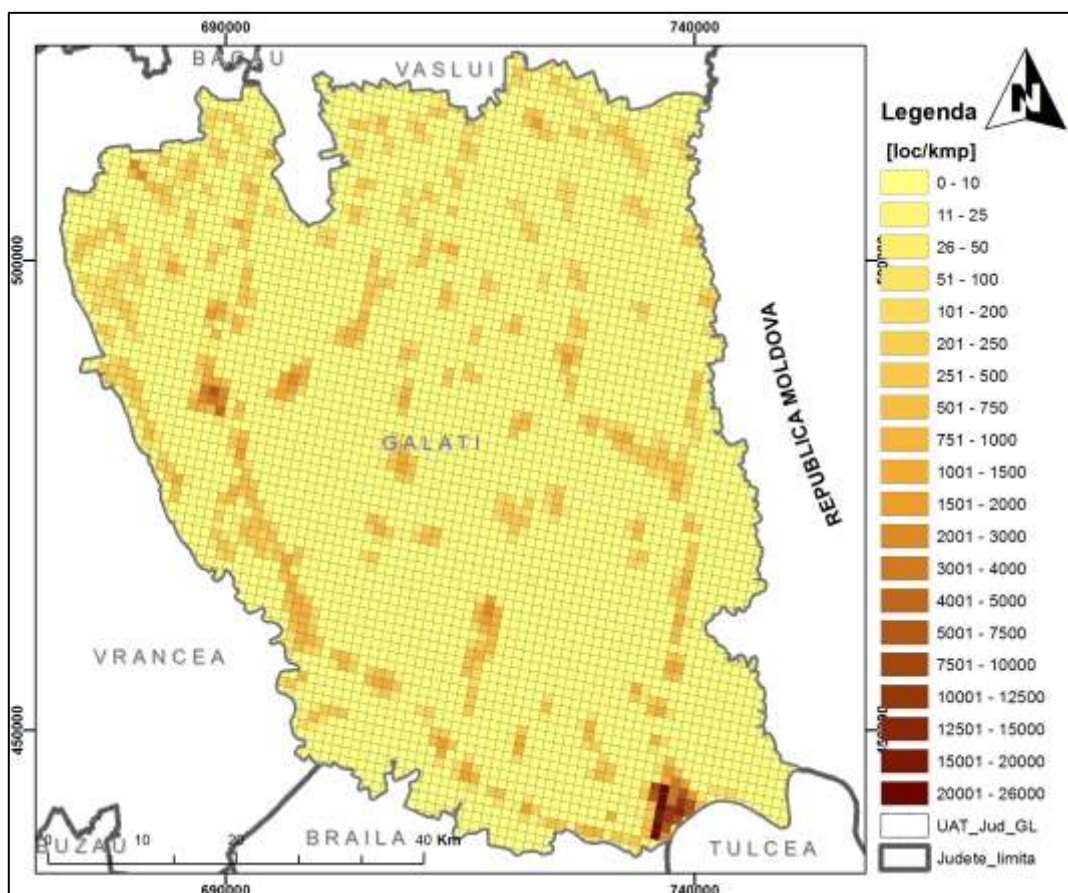 690000
740000
BACAU
VASLUI
Legenda
N
[loc/kmp]
0 - 10
11 - 25
26 - 50
51 - 100
101 - 200
201 - 250
251 - 500
501 - 750
751 - 1000
1001 - 1500
1501 - 2000
2001 - 3000
3001 - 4000
4001 - 5000
5001 - 7500
7501 - 10000
10001 - 12500
12501 - 15000
15001 - 20000
20001 - 26000
UAT_Jud_GL
Judete_limita
500000
500000
REPUBLICA MOLDOVA
GALATI
VRANCEA
450000
450000
BRAILA
TULCEA
BUZAU
0 10 20 40 Km
690000
740000